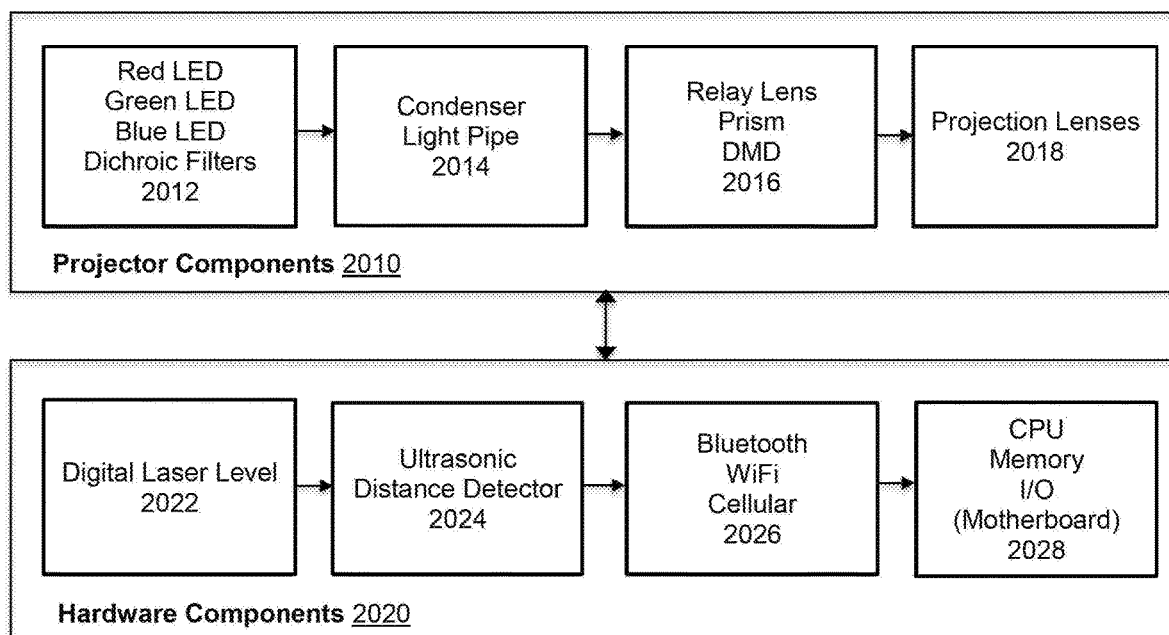 Red LED
Green LED
Blue LED
Dichroic Filters
2012
Condenser
Light Pipe
2014
Relay Lens
Prism
DMD
2016
Projection Lenses
2018
Projector Components 2010
Digital Laser Level
2022
Ultrasonic
Distance Detector
2024
Bluetooth
WiFi
Cellular
2026
CPU
Memory
I/O
(Motherboard)
2028
Hardware Components 2020